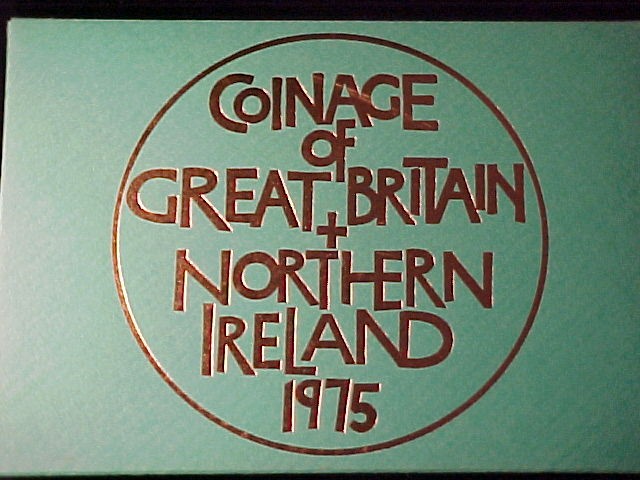 COINAGE
OF
GREAT BRITAIN
+
NORTHERN
IRELAND
1975